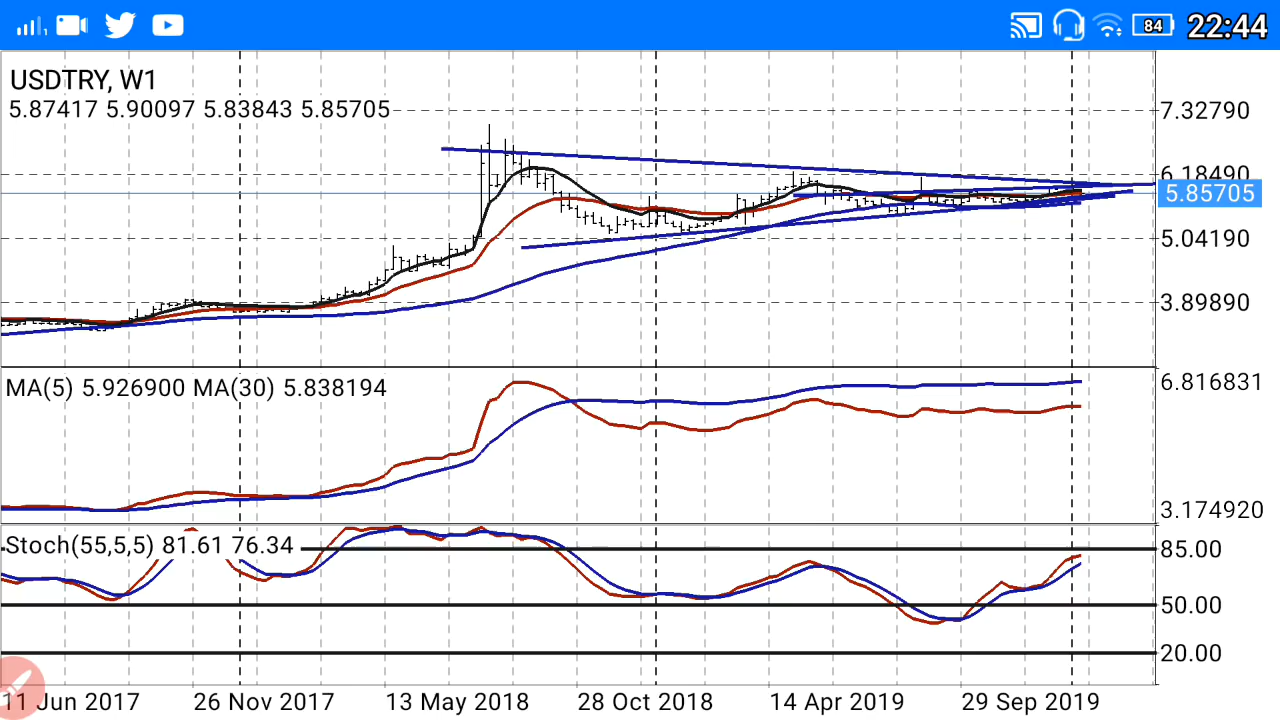 84 22:44
USDTRY, W1
5.87417 5.90097 5.83843 5.85705
7.32790
6.18490
5.85705
5.04190
3.89890
MA(5) 5.926900 MA(30) 5.838194
6.816831
3.174920
Stoch(55,5,5) 81.61 76.34
85.00
50.00
20.00
11 Jun 2017 26 Nov 2017 13 May 2018 28 Oct 2018 14 Apr 2019 29 Sep 2019